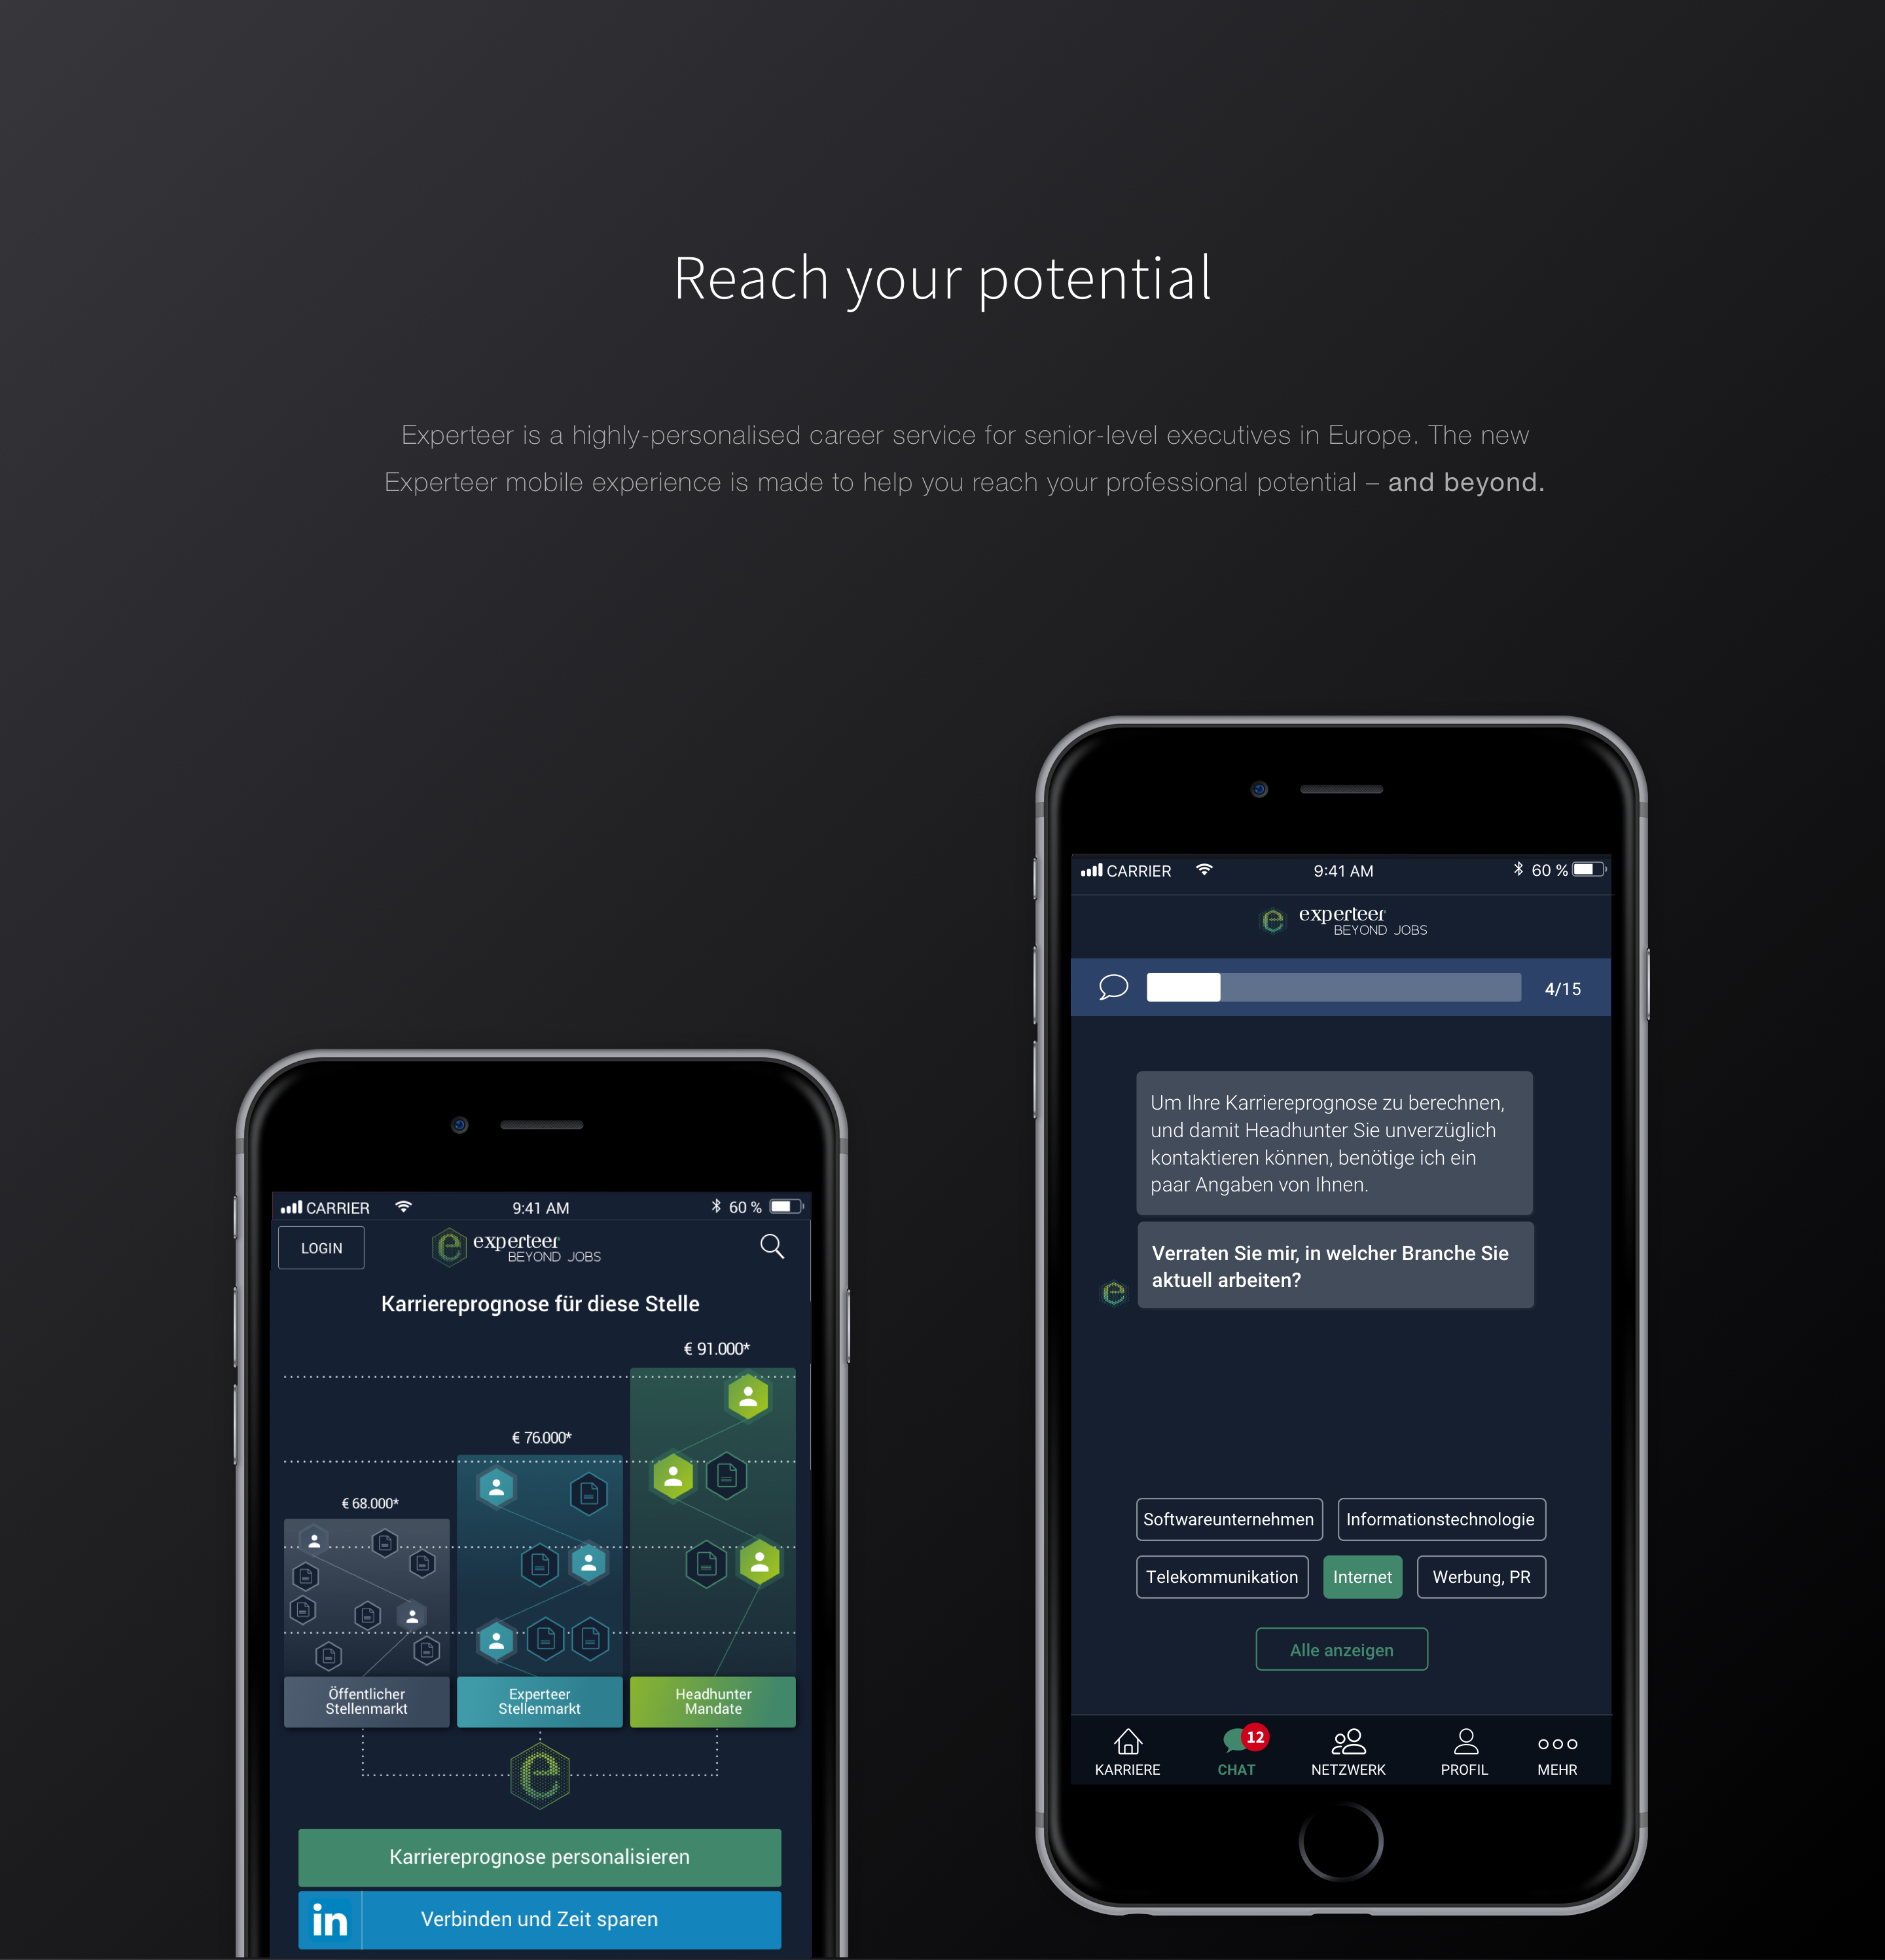 Reach your potential
Experteer is a highly-personalised career service for senior-level executives in Europe. The new
Experteer mobile experience is made to help you reach your professional potential – and beyond.
CARRIER 9:41 AM 60 %
LOGIN experteer
BEYOND JOBS
Karriereprognose für diese Stelle
€ 91.000*
€ 76.000*
€ 68.000*
Öffentlicher
Stellenmarkt
Experteer
Stellenmarkt
Headhunter
Mandate
e
Karriereprognose personalisieren
in Verbinden und Zeit sparen
CARRIER 9:41 AM 60 %
e experteer
BEYOND JOBS
4/15
Um Ihre Karriereprognose zu berechnen,
und damit Headhunter Sie unverzüglich
kontaktieren können, benötige ich ein
paar Angaben von Ihnen.
Verraten Sie mir, in welcher Branche Sie
aktuell arbeiten?
e
Softwareunternehmen Informationstechnologie
Telekommunikation Internet Werbung, PR
Alle anzeigen
12
KARRIERE CHAT NETZWERK PROFIL MEHR